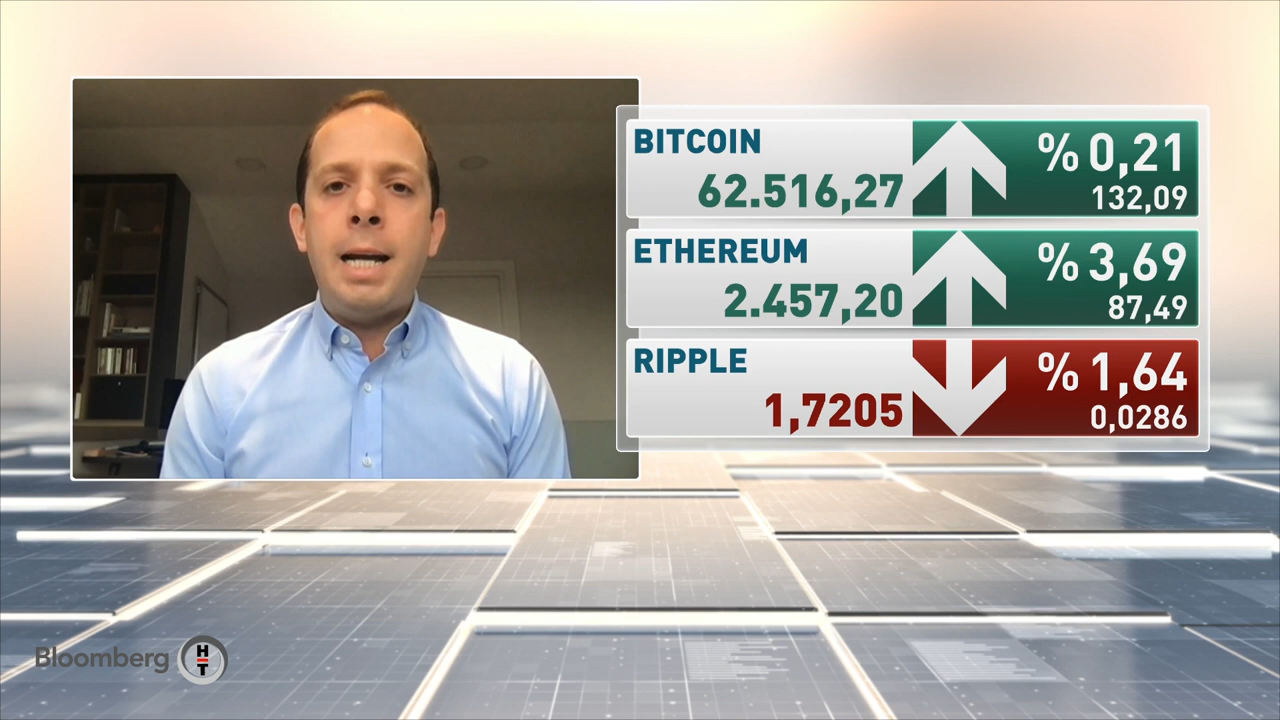 BITCOIN
62.516,27
% 0,21
132,09
ETHEREUM
2.457,20
% 3,69
87,49
RIPPLE
1,7205
% 1,64
0,0286
Bloomberg HT